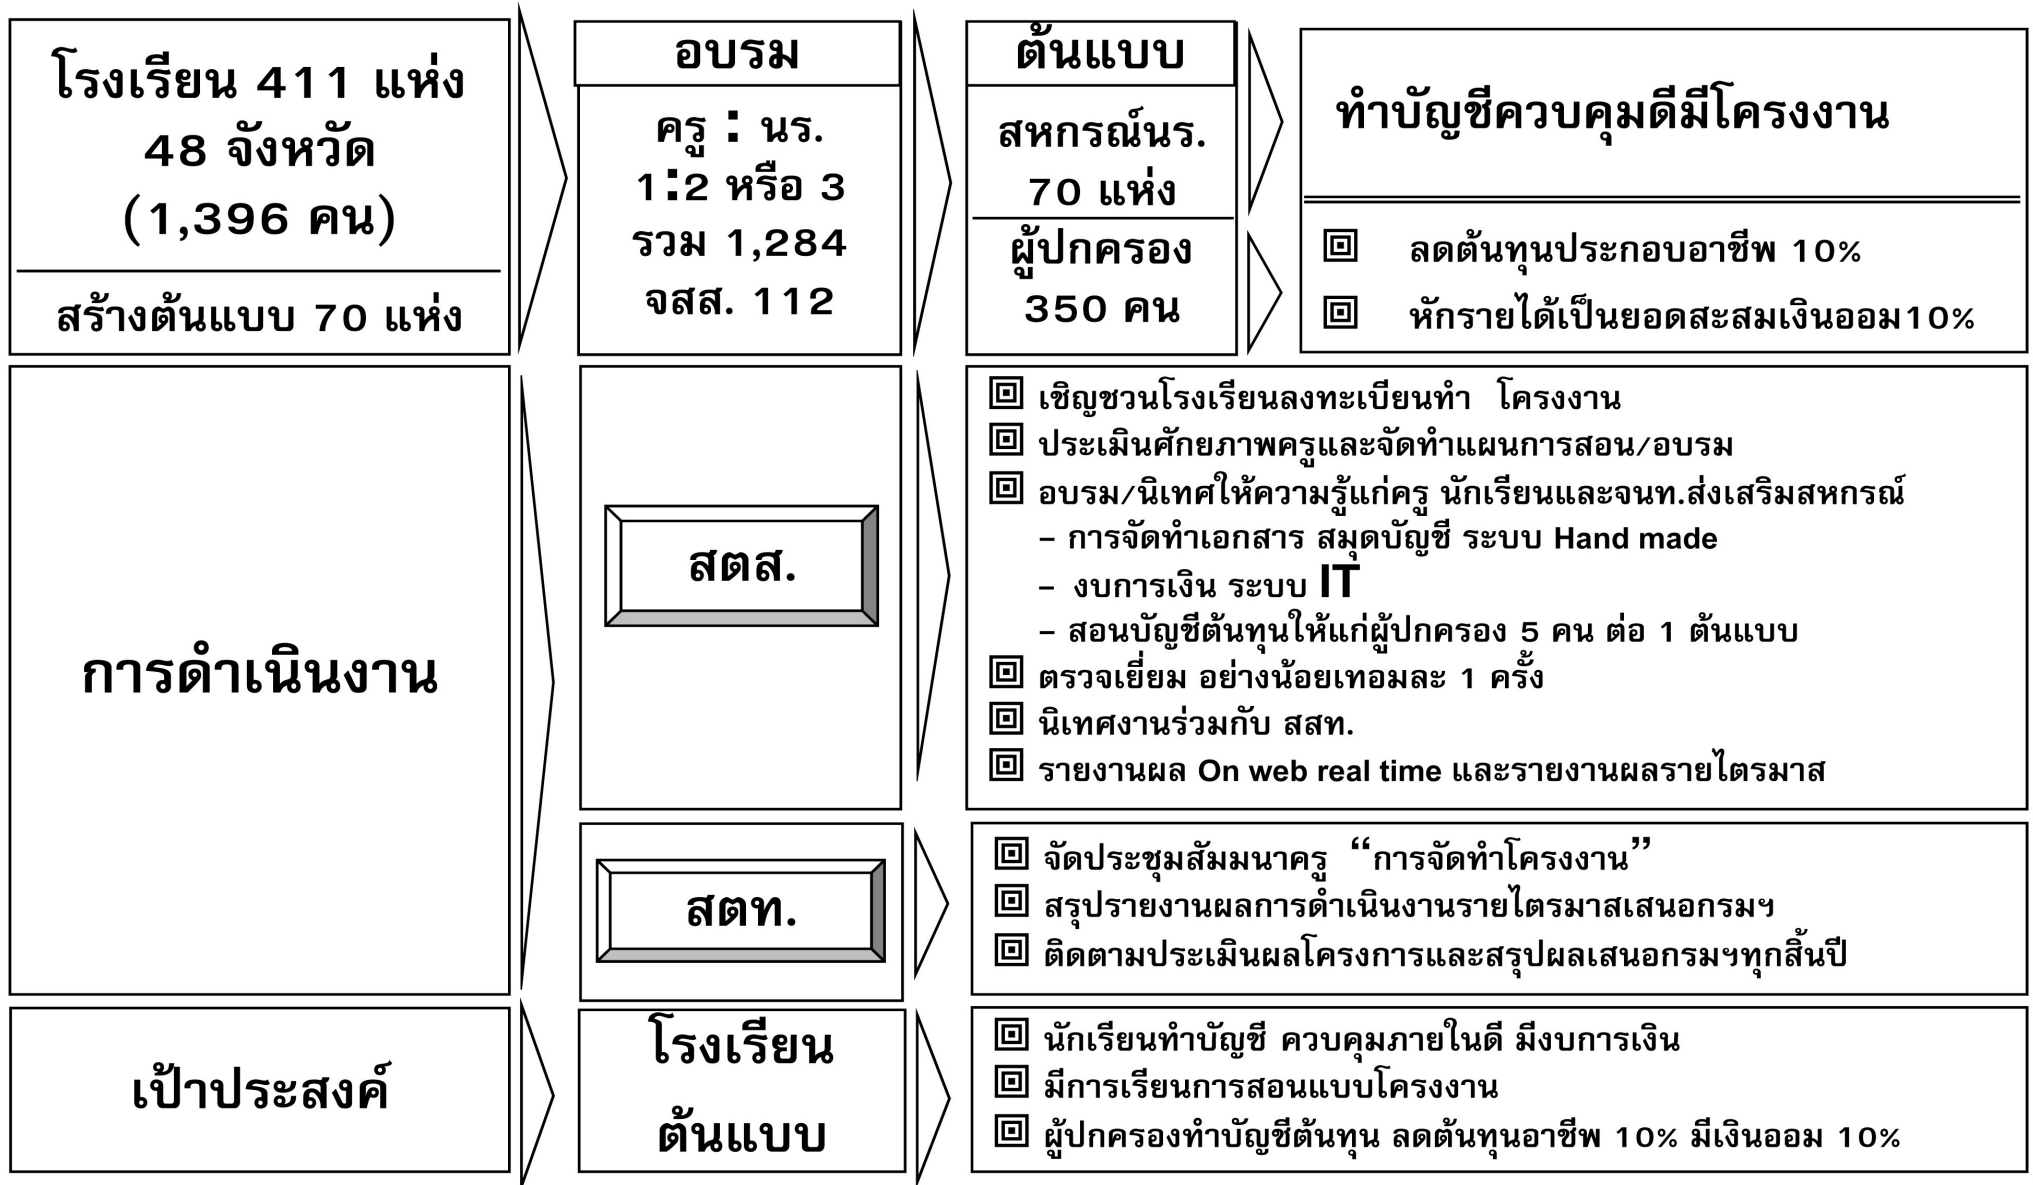 โรงเรียน 411 แห่ง
48 จังหวัด
(1,396 คน)
สร้างต้นแบบ 70 แห่ง
อบรม
ครู : นร.
1:2 หรือ 3
รวม 1,284
จสส. 112
ต้นแบบ
สหกรณ์นร.
70 แห่ง
ผู้ปกครอง
350 คน
ทำบัญชีควบคุมดีมีโครงงาน
ลดต้นทุนประกอบอาชีพ 10%
หักรายได้เป็นยอดสะสมเงินออม10%
การดำเนินงาน
สตส.
เชิญชวนโรงเรียนลงทะเบียนทำ โครงงาน
ประเมินศักยภาพครูและจัดทำแผนการสอน/อบรม
อบรม/นิเทศให้ความรู้แก่ครู นักเรียนและจนท.ส่งเสริมสหกรณ์
– การจัดทำเอกสาร สมุดบัญชี ระบบ Hand made
– งบการเงิน ระบบ IT
– สอนบัญชีต้นทุนให้แก่ผู้ปกครอง 5 คน ต่อ 1 ต้นแบบ
ตรวจเยี่ยม อย่างน้อยเทอมละ 1 ครั้ง
นิเทศงานร่วมกับ สสท.
รายงานผล On web real time และรายงานผลรายไตรมาส
สตท.
จัดประชุมสัมมนาครู “การจัดทำโครงงาน”
สรุปรายงานผลการดำเนินงานรายไตรมาสเสนอกรมฯ
ติดตามประเมินผลโครงการและสรุปผลเสนอกรมฯทุกสิ้นปี
เป้าประสงค์
โรงเรียน
ต้นแบบ
นักเรียนทำบัญชี ควบคุมภายในดี มีงบการเงิน
มีการเรียนการสอนแบบโครงงาน
ผู้ปกครองทำบัญชีต้นทุน ลดต้นทุนอาชีพ 10% มีเงินออม 10%